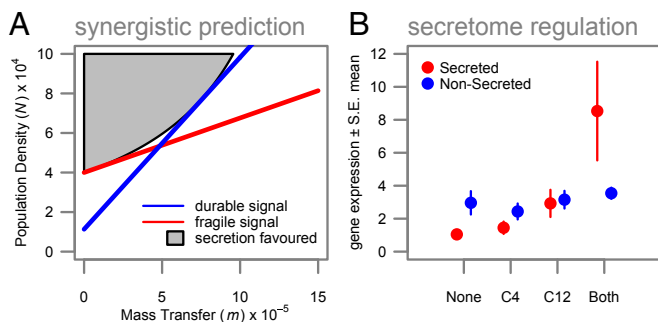 A synergistic prediction
Population Density (N) x 10⁴
10
8
6
4
2
0
durable signal
fragile signal
secretion favoured
0 5 10 15
Mass Transfer (m) x 10⁻⁵
B secretome regulation
gene expression ± S.E. mean
12
10
8
6
4
2
0
Secreted
Non-Secreted
None C4 C12 Both